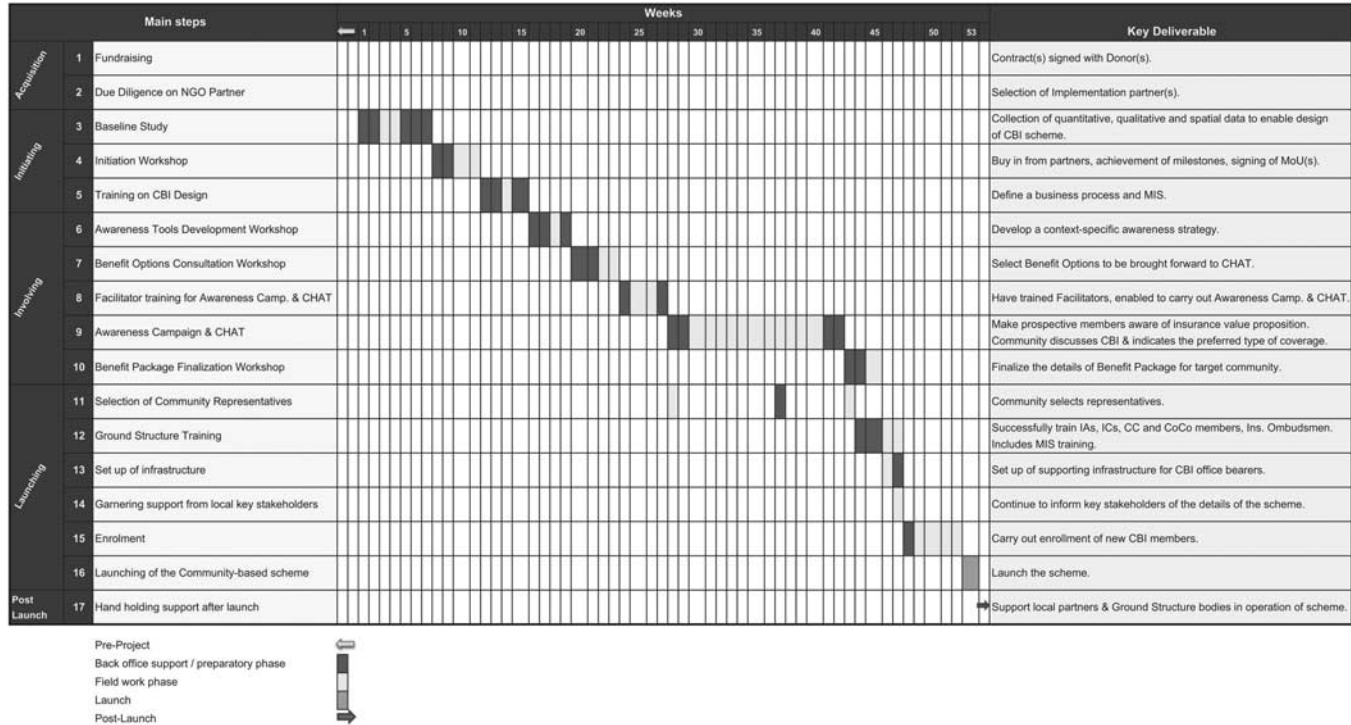 Main steps
Weeks
Key Deliverable
1 5 10 15 20 25 30 35 40 45 50 53
Acquisition
1 Fundraising Contract(s) signed with Donor(s).
2 Due Diligence on NGO Partner Selection of Implementation partner(s).
Initiating
3 Baseline Study Collection of quantitative, qualitative and spatial data to enable design
of CBI scheme.
4 Initiation Workshop Buy in from partners, achievement of milestones, signing of MoU(s).
5 Training on CBI Design Define a business process and MIS.
Involving
6 Awareness Tools Development Workshop Develop a context-specific awareness strategy.
7 Benefit Options Consultation Workshop Select Benefit Options to be brought forward to CHAT.
8 Facilitator training for Awareness Camp. & CHAT Have trained Facilitators, enabled to carry out Awareness Camp. & CHAT.
9 Awareness Campaign & CHAT Make prospective members aware of insurance value proposition.
Community discusses CBI & indicates the preferred type of coverage.
10 Benefit Package Finalization Workshop Finalize the details of Benefit Package for target community.
Launching
11 Selection of Community Representatives Community selects representatives.
12 Ground Structure Training Successfully train IAs, ICs, CC and CoCo members, Ins. Ombudsmen.
Includes MIS training.
13 Set up of infrastructure Set up of supporting infrastructure for CBI office bearers.
14 Garnering support from local key stakeholders Continue to inform key stakeholders of the details of the scheme.
15 Enrolment Carry out enrollment of new CBI members.
16 Launching of the Community-based scheme Launch the scheme.
Post
Launch
17 Hand holding support after launch Support local partners & Ground Structure bodies in operation of scheme.
Pre-Project
Back office support / preparatory phase
Field work phase
Launch
Post-Launch